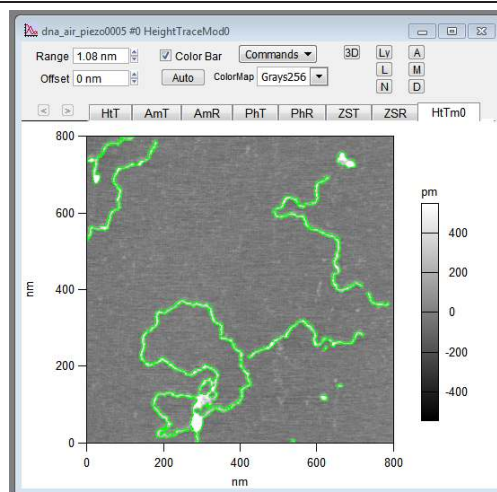 dna_air_piezo0005 #0 HeightTraceMod0
Range 1.08 nm Color Bar Commands 3D Ly A
L M
Offset 0 nm Auto ColorMap Grays256 N D
< > HtT AmT AmR PhT PhR ZST ZSR HtTm0
800
600
400
200
0
nm
0 200 400 600 800
nm
pm
400
200
0
-200
-400